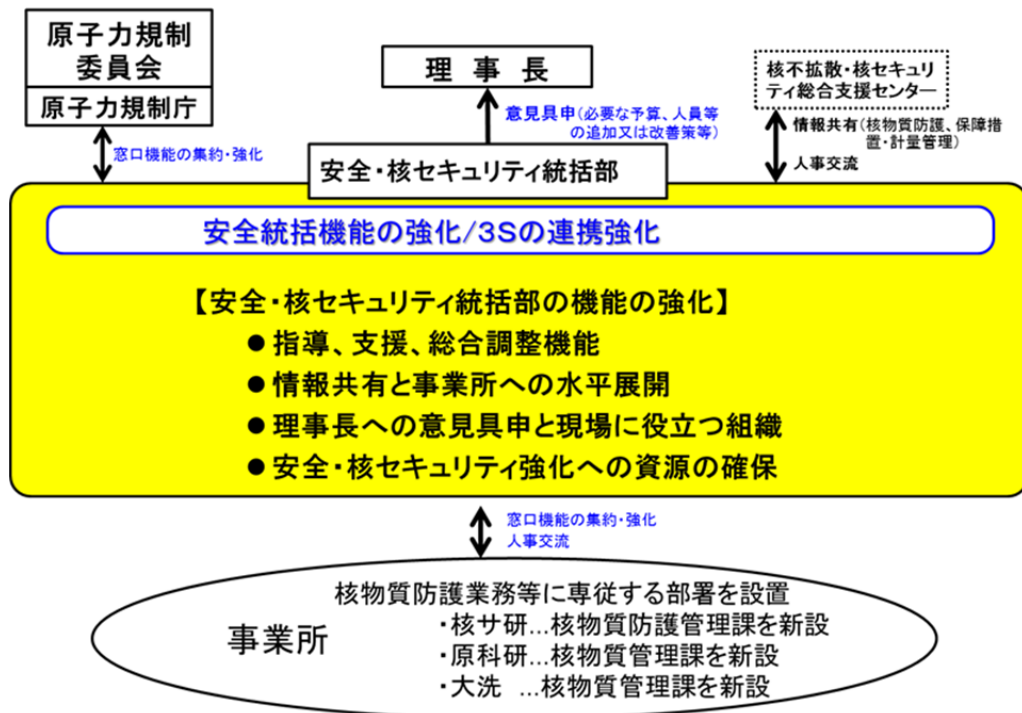 原子力規制
委員会
原子力規制庁
理　事　長
核不拡散・核セキュリ
ティ総合支援センター
意見具申(必要な予算、人員等
の追加又は改善策等)
情報共有(核物質防護、保障措
置・計量管理)
人事交流
窓口機能の集約・強化
安全・核セキュリティ統括部
安全統括機能の強化/3Sの連携強化
【安全・核セキュリティ統括部の機能の強化】
●指導、支援、総合調整機能
●情報共有と事業所への水平展開
●理事長への意見具申と現場に役立つ組織
●安全・核セキュリティ強化への資源の確保
窓口機能の集約・強化
人事交流
核物質防護業務等に専従する部署を設置
事業所
・核サ研…核物質防護管理課を新設
・原科研…核物質管理課を新設
・大洗　…核物質管理課を新設